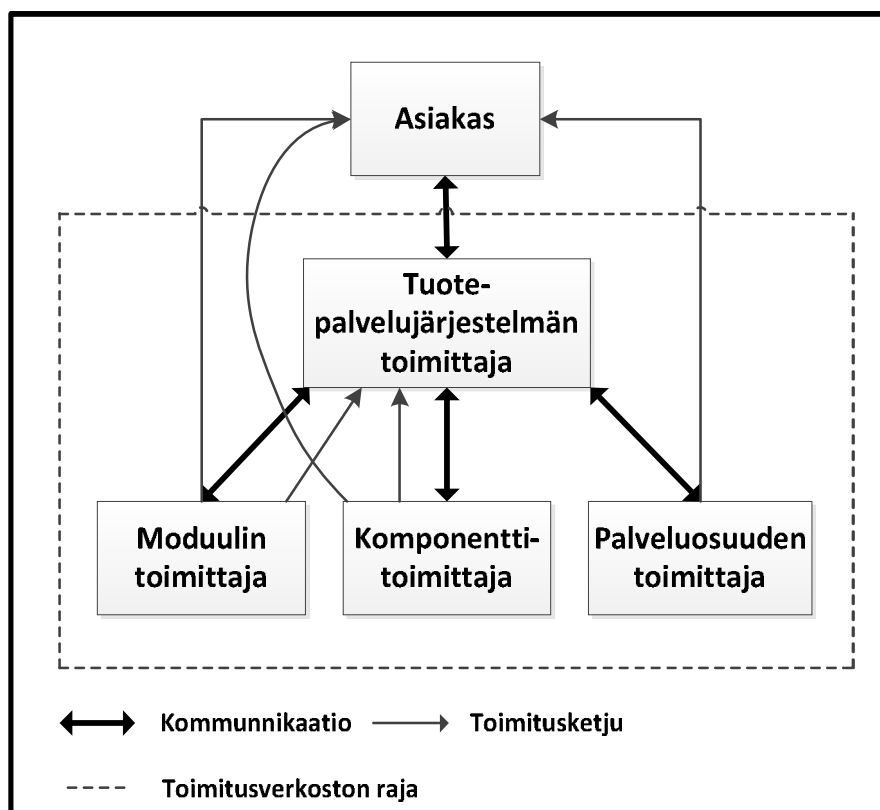 Asiakas
Tuote-
palvelujärjestelmän
toimittaja
Moduulin
toimittaja
Komponentti-
toimittaja
Palveluosuuden
toimittaja
Kommunnikaatio
Toimitusketju
Toimitusverkoston raja